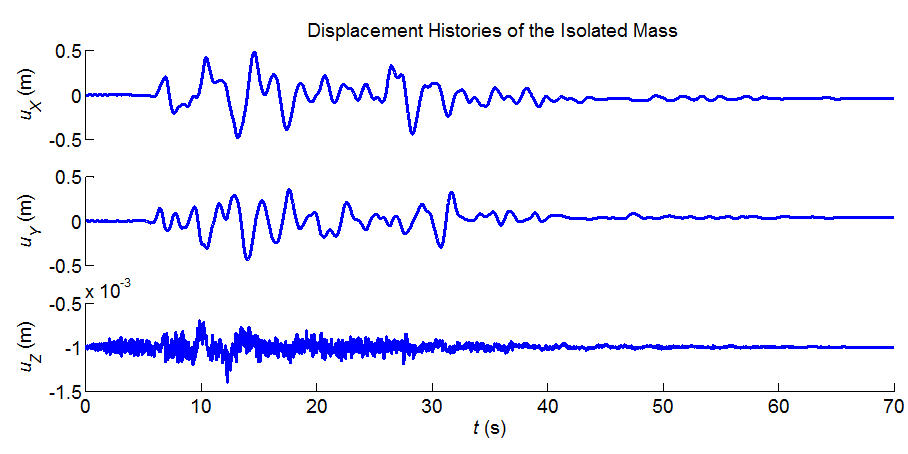 Displacement Histories of the Isolated Mass
0.5
0
-0.5
u_X (m)
0.5
0
-0.5
u_Y (m)
x 10^-3
-0.5
-1
-1.5
u_Z (m)
0 10 20 30 40 50 60 70
t (s)